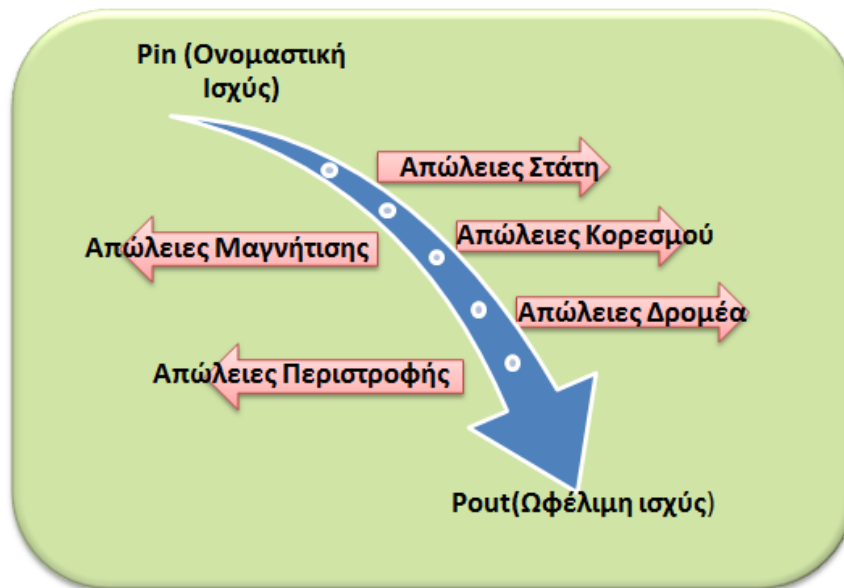 Pin (Ονομαστική
Ισχύς)
Απώλειες Στάτη
Απώλειες Μαγνήτισης
Απώλειες Κορεσμού
Απώλειες Δρομέα
Απώλειες Περιστροφής
Pout(Ωφέλιμη ισχύς)